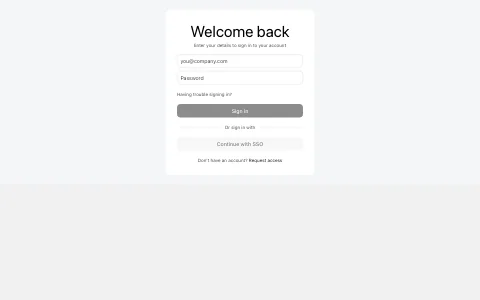 Welcome back
Enter your details to sign in to your account
you@company.com
Password
Having trouble signing in?
Sign In
Or sign in with
Continue with SSO
Don't have an account? Request access